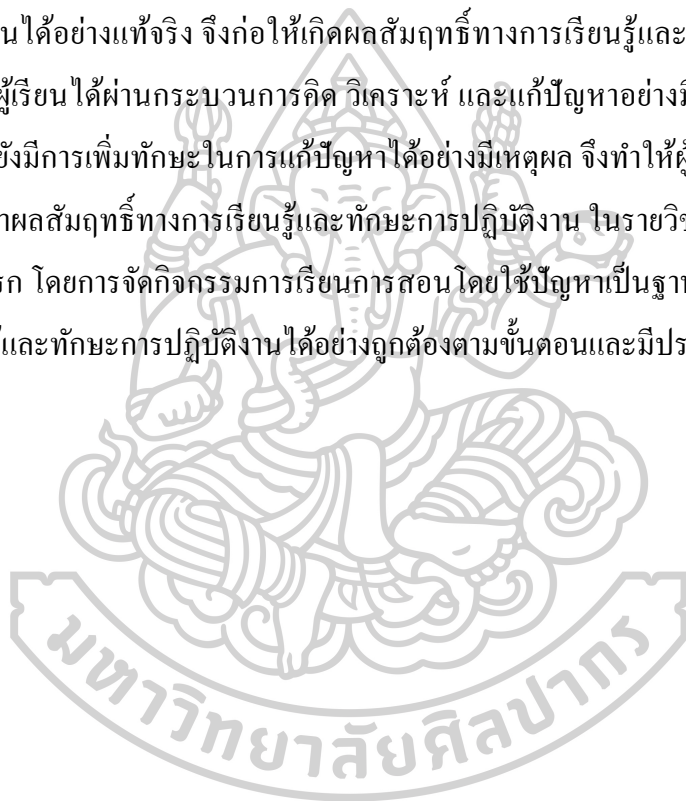 นได้อย่างแท้จริง จึงก่อให้เกิดผลสัมฤทธิ์ทางการเรียนรู้และ
ผู้เรียนได้ผ่านกระบวนการคิด วิเคราะห์ และแก้ปัญหาอย่างมี
ยังมีการเพิ่มทักษะในการแก้ปัญหาได้อย่างมีเหตุผล จึงทำให้ผู้
าผลสัมฤทธิ์ทางการเรียนรู้และทักษะการปฏิบัติงาน ในรายวิช
รก โดยการจัดกิจกรรมการเรียนการสอนโดยใช้ปัญหาเป็นฐาน
และทักษะการปฏิบัติงานได้อย่างถูกต้องตามขั้นตอนและมีประ
มหาวิทยาลัยศิลปากร